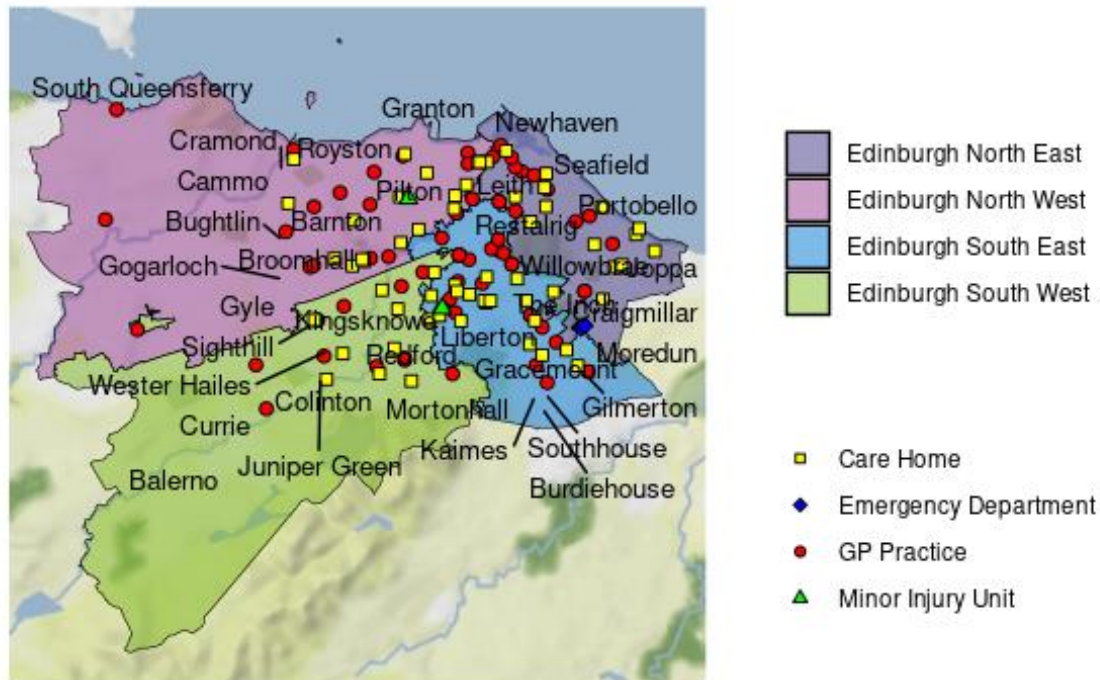 South Queensferry
Granton
Newhaven
Cramond
Royston
Seafield
Cammo
Pilton
Leith
Portobello
Bughtlin
Barnton
Restalrig
Broomhall
Gogarloch
Willowbrae
Joppa
Gyle
The Inch
Craigmillar
Kingsknowe
Liberton
Sighthill
Redford
Moredun
Wester Hailes
Gracemount
Colinton
Mortonhall
Gilmerton
Currie
Kaimes
Southhouse
Juniper Green
Balerno
Burdiehouse
Edinburgh North East
Edinburgh North West
Edinburgh South East
Edinburgh South West
Care Home
Emergency Department
GP Practice
Minor Injury Unit